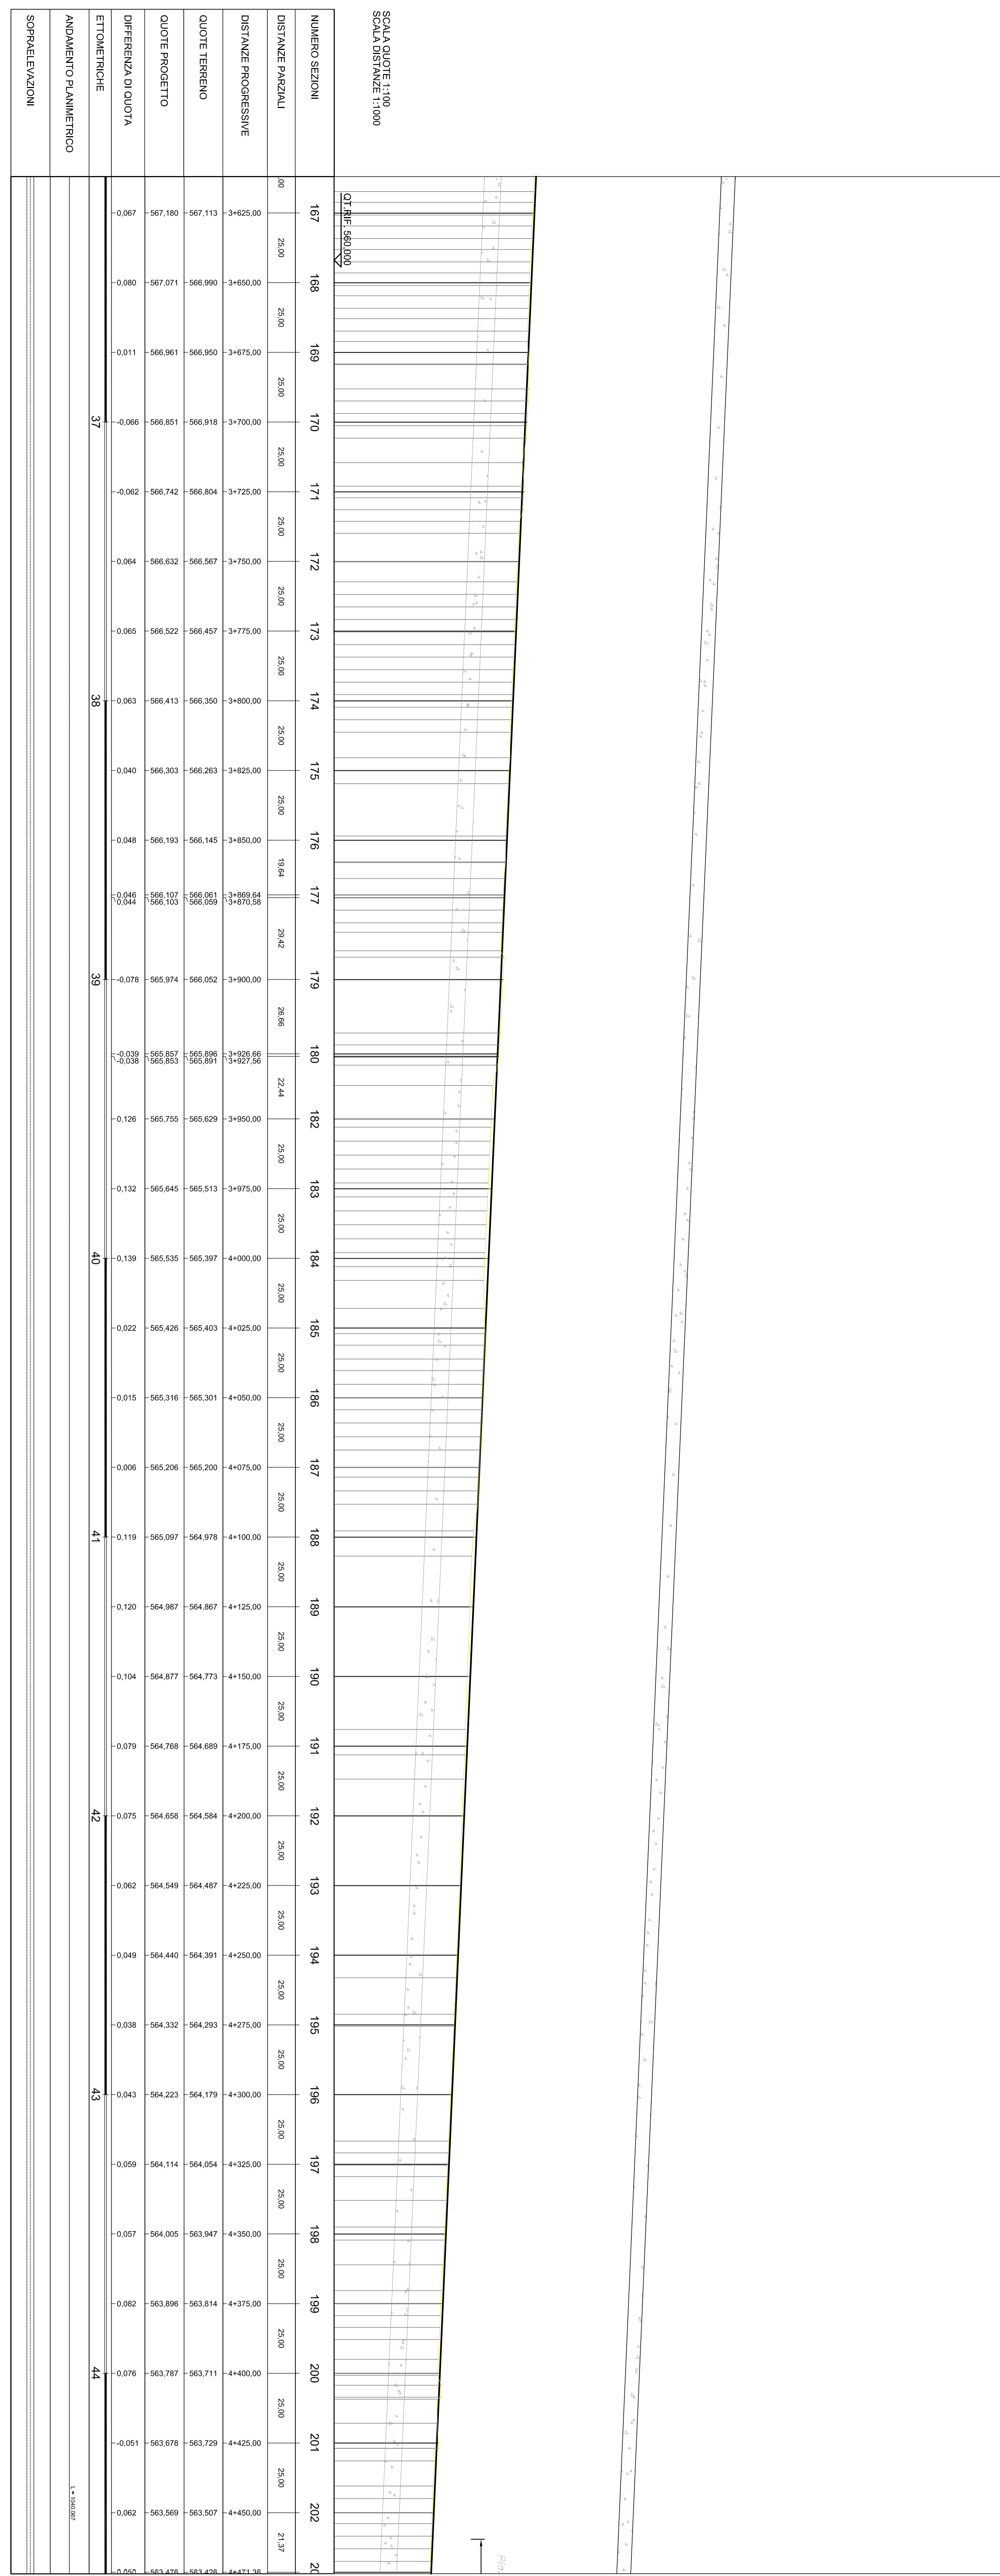 SCALA QUOTE 1:100
SCALA DISTANZE 1:1000
QT.RIF. 560.000
NUMERO SEZIONI 167 168 169 170 171 172 173 174 175 176 177 179 180 182 183 184 185 186 187 188 189 190 191 192 193 194 195 196 197 198 199 200 201 202 20
DISTANZE PARZIALI ,00 25,00 25,00 25,00 25,00 25,00 25,00 25,00 25,00 25,00 19,64 29,42 26,66 22,44 25,00 25,00 25,00 25,00 25,00 25,00 25,00 25,00 25,00 25,00 25,00 25,00 25,00 25,00 25,00 25,00 25,00 25,00 25,00 25,00 21,37
DISTANZE PROGRESSIVE 3+625,00 3+650,00 3+675,00 3+700,00 3+725,00 3+750,00 3+775,00 3+800,00 3+825,00 3+850,00 3+869,64 3+870,58 3+900,00 3+926,66 3+927,56 3+950,00 3+975,00 4+000,00 4+025,00 4+050,00 4+075,00 4+100,00 4+125,00 4+150,00 4+175,00 4+200,00 4+225,00 4+250,00 4+275,00 4+300,00 4+325,00 4+350,00 4+375,00 4+400,00 4+425,00 4+450,00 4+471,36
QUOTE TERRENO 567,113 566,990 566,950 566,918 566,804 566,567 566,457 566,350 566,263 566,145 566,061 566,059 566,052 565,896 565,891 565,629 565,513 565,397 565,403 565,301 565,200 564,978 564,867 564,773 564,689 564,584 564,487 564,391 564,293 564,179 564,054 563,947 563,814 563,711 563,729 563,507 563,426
QUOTE PROGETTO 567,180 567,071 566,961 566,851 566,742 566,632 566,522 566,413 566,303 566,193 566,107 566,103 565,974 565,857 565,853 565,755 565,645 565,535 565,426 565,316 565,206 565,097 564,987 564,877 564,768 564,658 564,549 564,440 564,332 564,223 564,114 564,005 563,896 563,787 563,678 563,569 563,476
DIFFERENZA DI QUOTA 0,067 0,080 0,011 -0,066 -0,062 0,064 0,065 0,063 0,040 0,048 0,046 0,044 -0,078 -0,039 -0,038 0,126 0,132 0,139 0,022 0,015 0,006 0,119 0,120 0,104 0,079 0,075 0,062 0,049 0,038 0,043 0,059 0,057 0,082 0,076 -0,051 0,062 0,050
ETTOMETRICHE 37 38 39 40 41 42 43 44
ANDAMENTO PLANIMETRICO L = 1040,067
SOPRAELEVAZIONI